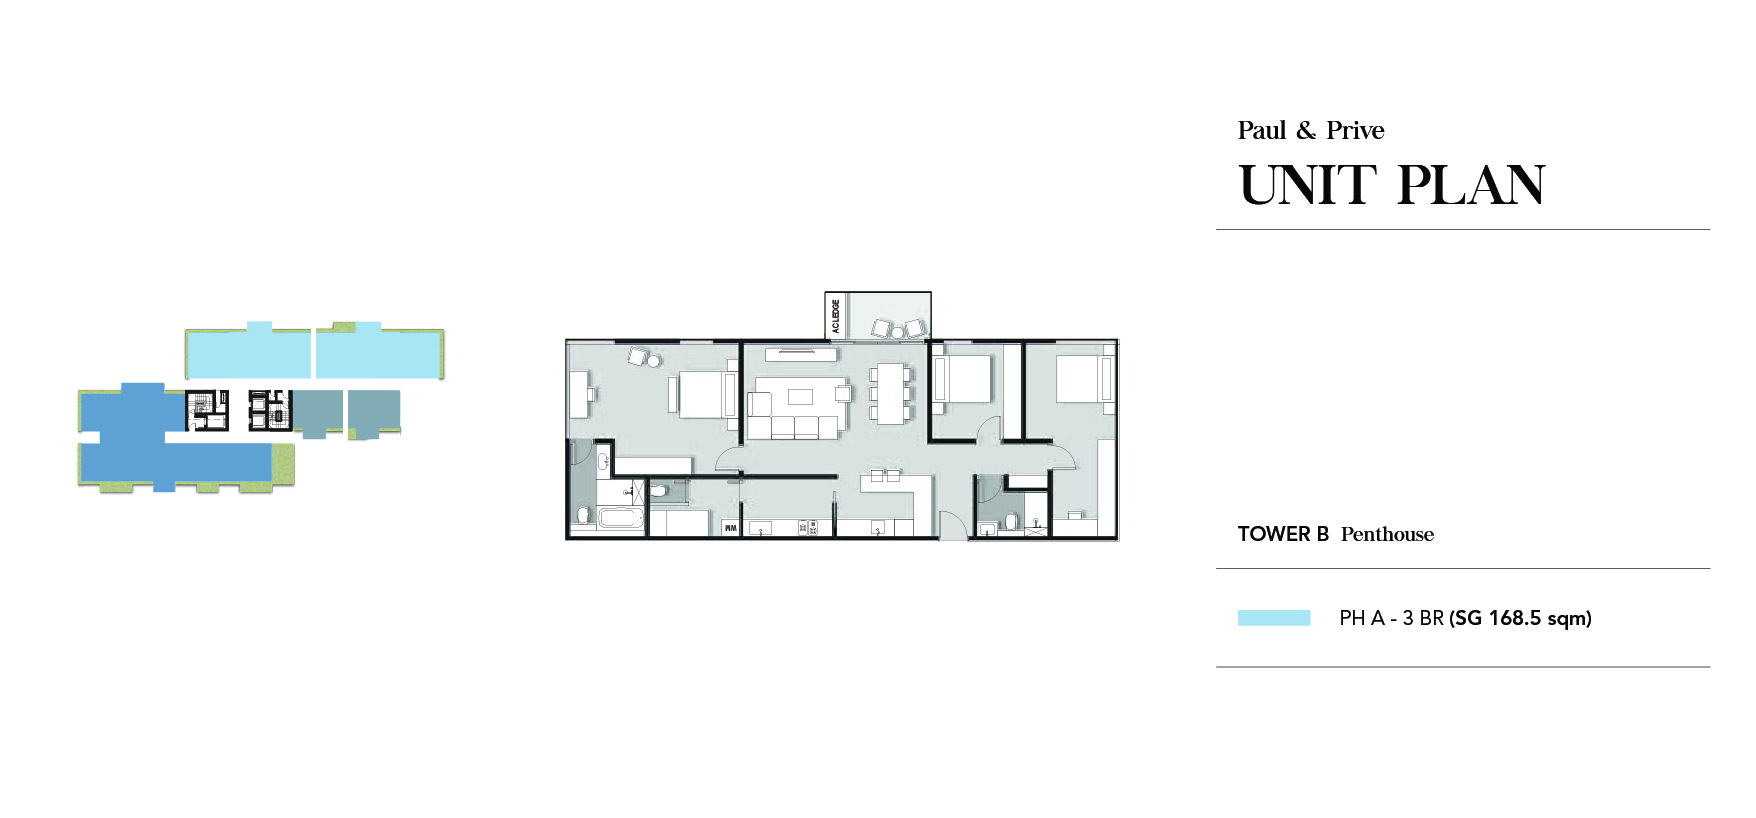 Paul & Prive
UNIT PLAN
AC LEDGE
WM
TOWER B Penthouse
PH A - 3 BR (SG 168.5 sqm)